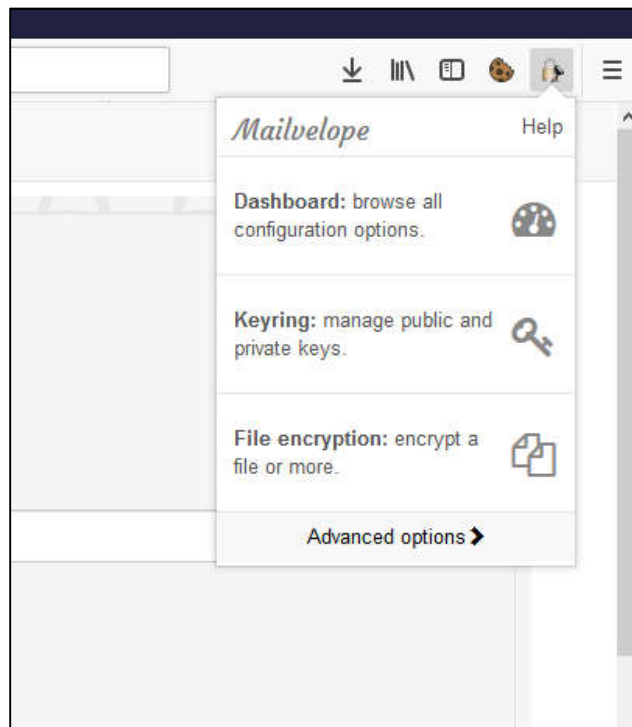 Mailvelope
Help
Dashboard: browse all
configuration options.
Keyring: manage public and
private keys.
File encryption: encrypt a
file or more.
Advanced options